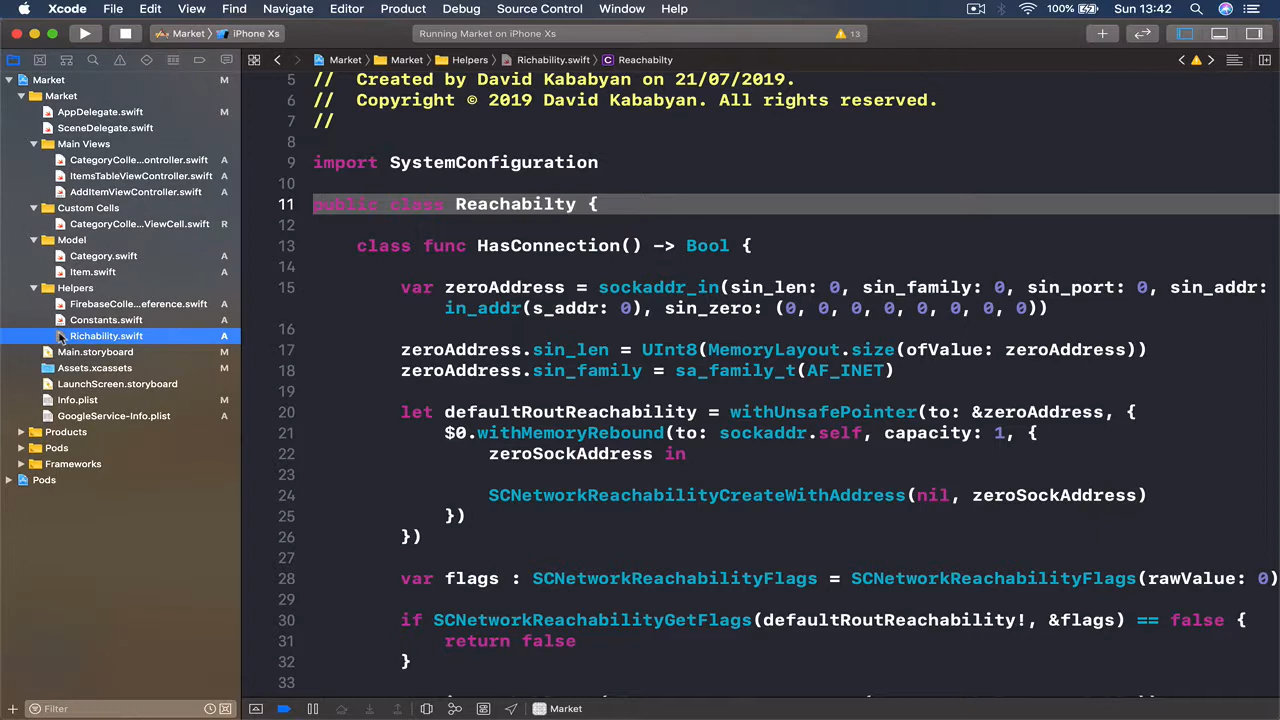 Xcode File Edit View Find Navigate Editor Product Debug Source Control Window Help 100% Sun 13:42
Market iPhone Xs Running Market on iPhone Xs 13
Market Market Helpers Richability.swift Reachabilty
Market M
Market
AppDelegate.swift M
SceneDelegate.swift
Main Views
CategoryColle...ontroller.swift A
ItemsTableViewController.swift A
AddItemViewController.swift A
Custom Cells
CategoryCollec...ViewCell.swift R
Model
Category.swift A
Item.swift A
Helpers
FirebaseColle...eference.swift A
Constants.swift A
Richability.swift A
Main.storyboard M
Assets.xcassets M
LaunchScreen.storyboard
Info.plist M
GoogleService-Info.plist A
Products
Pods
Frameworks
Pods
Filter
5 // Created by David Kababyan on 21/07/2019.
6 // Copyright © 2019 David Kababyan. All rights reserved.
7 //
8
9 import SystemConfiguration
10
11 public class Reachabilty {
12
13 class func HasConnection() -> Bool {
14
15 var zeroAddress = sockaddr_in(sin_len: 0, sin_family: 0, sin_port: 0, sin_addr:
in_addr(s_addr: 0), sin_zero: (0, 0, 0, 0, 0, 0, 0, 0))
16
17 zeroAddress.sin_len = UInt8(MemoryLayout.size(ofValue: zeroAddress))
18 zeroAddress.sin_family = sa_family_t(AF_INET)
19
20 let defaultRoutReachability = withUnsafePointer(to: &zeroAddress, {
21 $0.withMemoryRebound(to: sockaddr.self, capacity: 1, {
22 zeroSockAddress in
23
24 SCNetworkReachabilityCreateWithAddress(nil, zeroSockAddress)
25 })
26 })
27
28 var flags : SCNetworkReachabilityFlags = SCNetworkReachabilityFlags(rawValue: 0)
29
30 if SCNetworkReachabilityGetFlags(defaultRoutReachability!, &flags) == false {
31 return false
32 }
33
Market